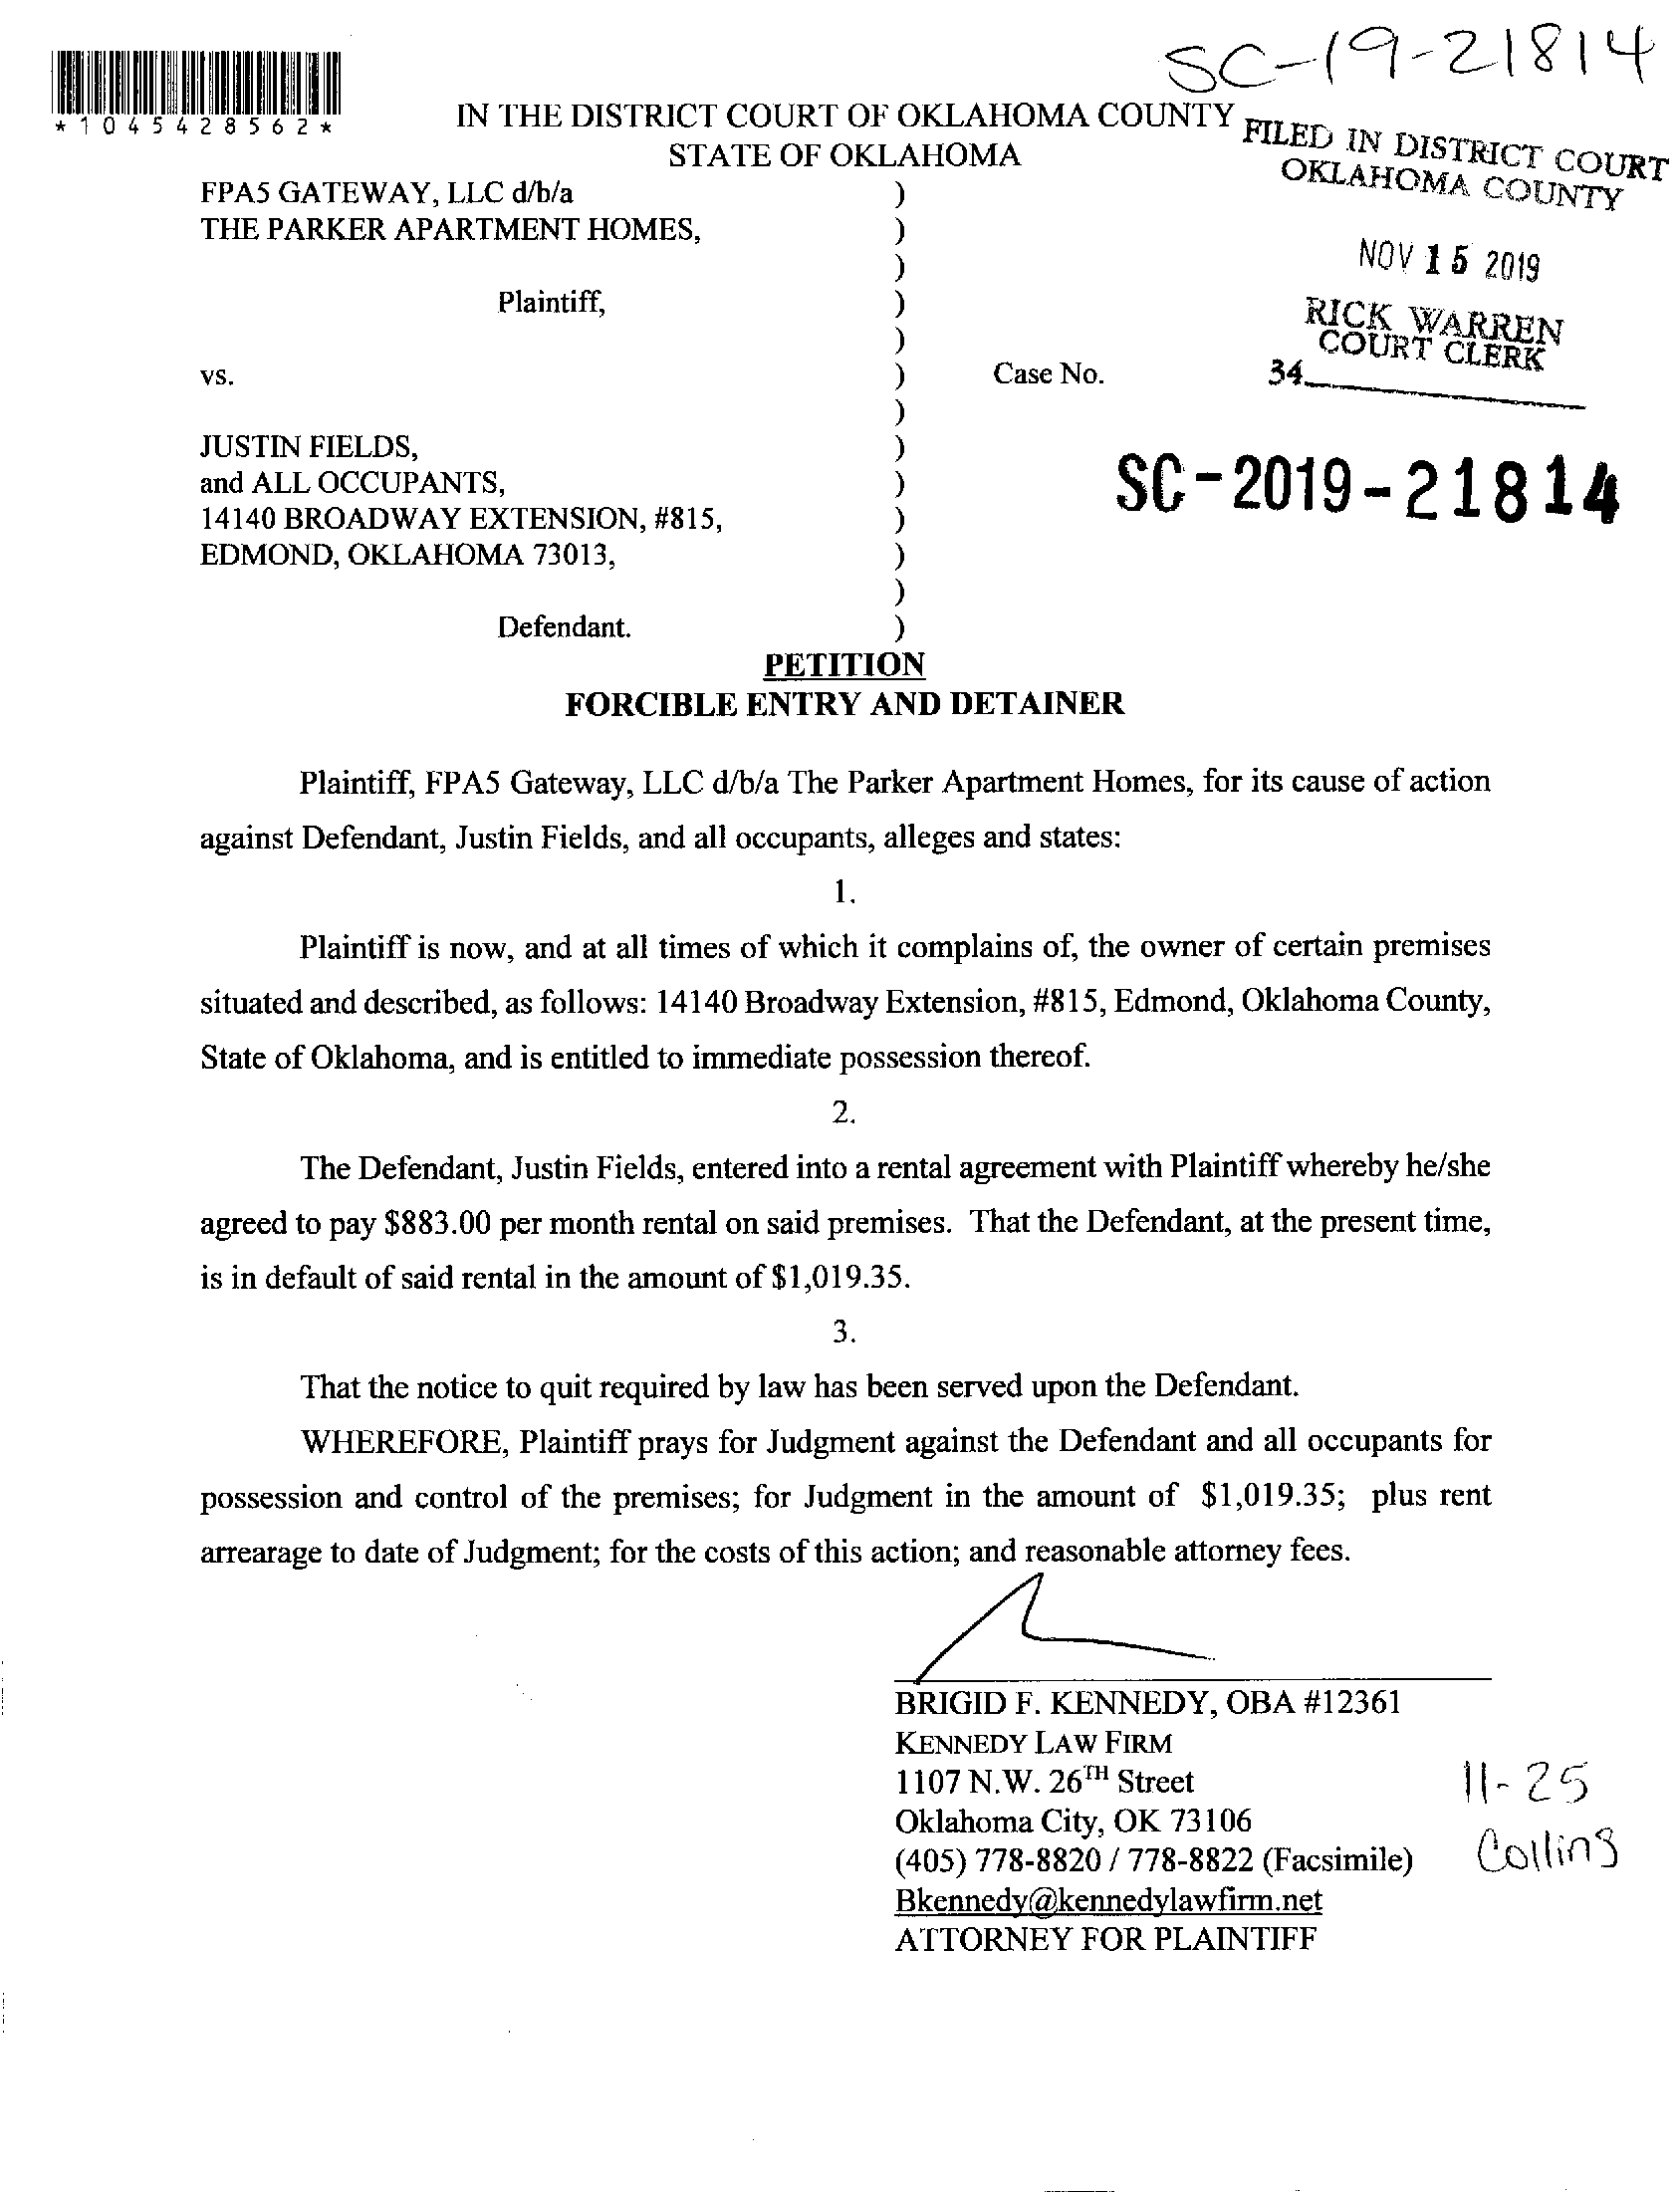 SC-19-21814
*1045428562*
IN THE DISTRICT COURT OF OKLAHOMA COUNTY
STATE OF OKLAHOMA
FILED IN DISTRICT COURT
OKLAHOMA COUNTY
FPA5 GATEWAY, LLC d/b/a )
THE PARKER APARTMENT HOMES, )
)
NOV 15 2019
Plaintiff, )
)
RICK WARREN
COURT CLERK
vs. ) Case No.
34
)
JUSTIN FIELDS, )
and ALL OCCUPANTS, )
SC-2019-21814
14140 BROADWAY EXTENSION, #815, )
EDMOND, OKLAHOMA 73013, )
)
Defendant. )
PETITION
FORCIBLE ENTRY AND DETAINER
Plaintiff, FPA5 Gateway, LLC d/b/a The Parker Apartment Homes, for its cause of action
against Defendant, Justin Fields, and all occupants, alleges and states:
1.
Plaintiff is now, and at all times of which it complains of, the owner of certain premises
situated and described, as follows: 14140 Broadway Extension, #815, Edmond, Oklahoma County,
State of Oklahoma, and is entitled to immediate possession thereof.
2.
The Defendant, Justin Fields, entered into a rental agreement with Plaintiff whereby he/she
agreed to pay $883.00 per month rental on said premises. That the Defendant, at the present time,
is in default of said rental in the amount of $1,019.35.
3.
That the notice to quit required by law has been served upon the Defendant.
WHEREFORE, Plaintiff prays for Judgment against the Defendant and all occupants for
possession and control of the premises; for Judgment in the amount of $1,019.35; plus rent
arrearage to date of Judgment; for the costs of this action; and reasonable attorney fees.
BRIGID F. KENNEDY, OBA #12361
KENNEDY LAW FIRM
1107 N.W. 26TH Street
Oklahoma City, OK 73106
(405) 778-8820 / 778-8822 (Facsimile)
Bkennedy@kennedylawfirm.net
ATTORNEY FOR PLAINTIFF
11-25
Collins